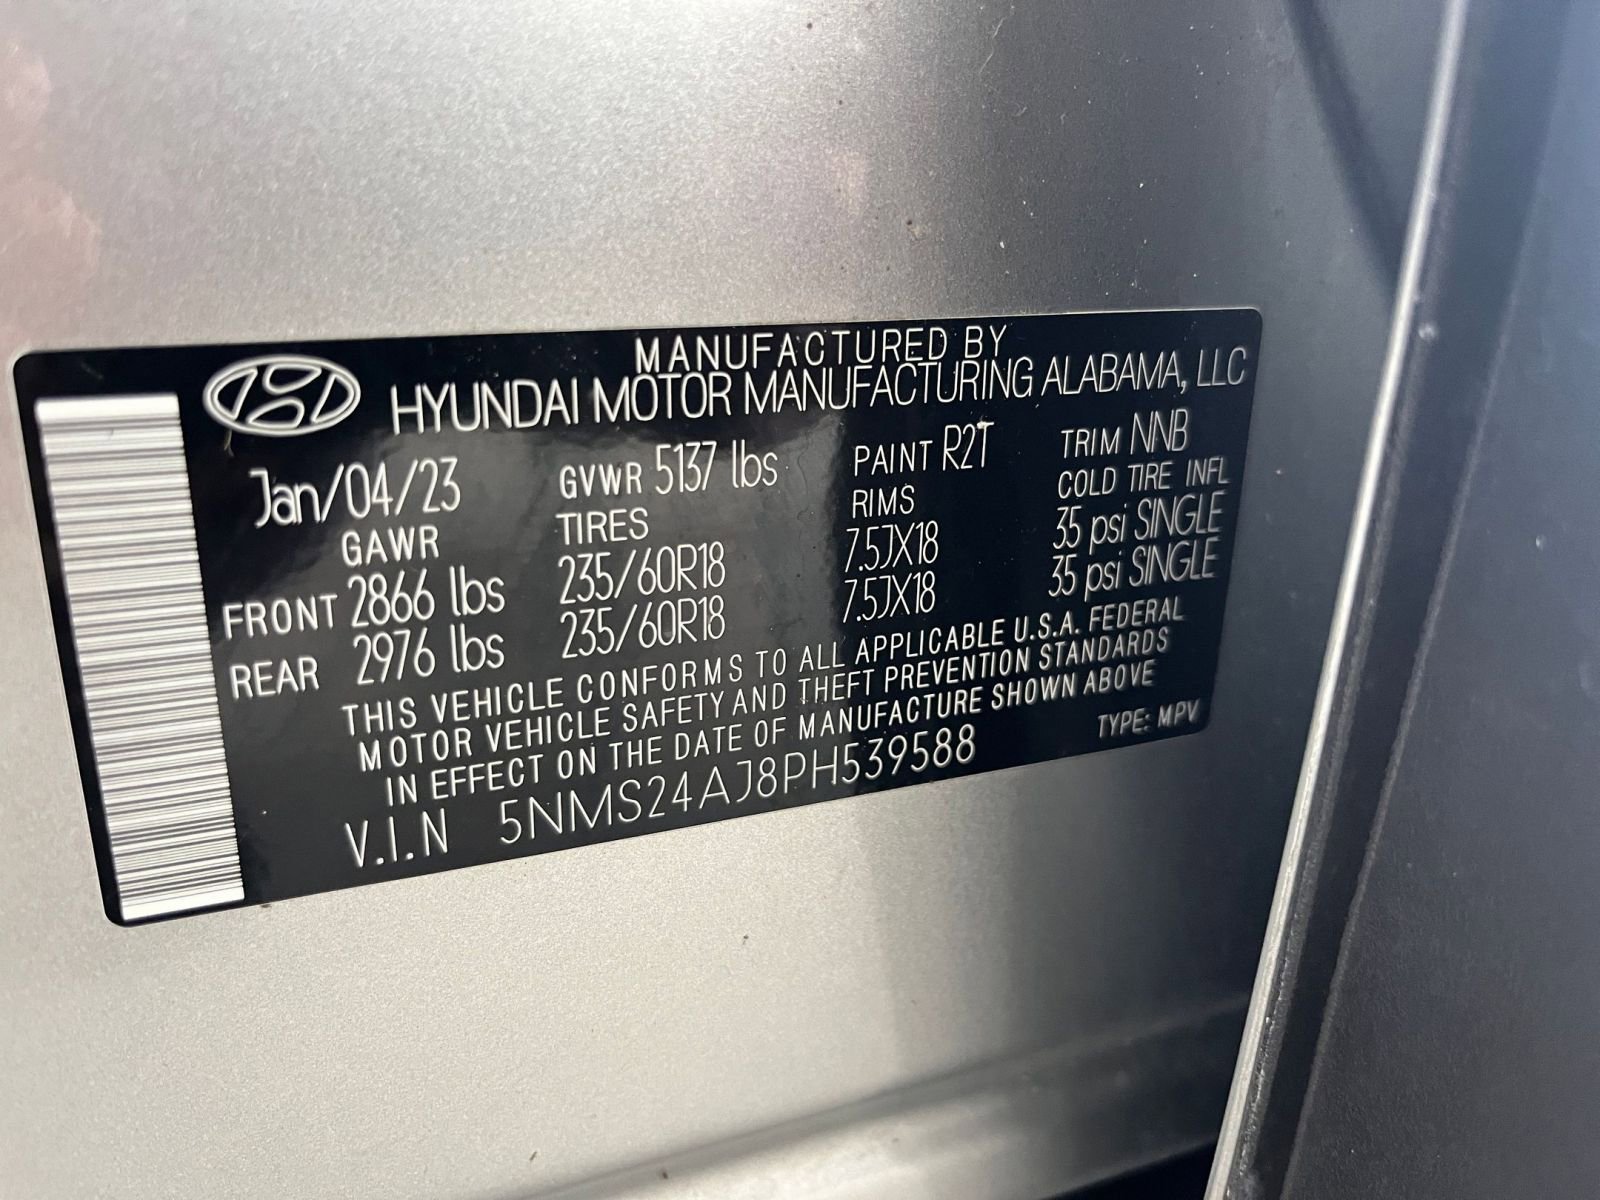 MANUFACTURED BY
HYUNDAI MOTOR MANUFACTURING ALABAMA, LLC
Jan/04/23 GVWR 5137 lbs PAINT R2T TRIM NNB
GAWR TIRES RIMS COLD TIRE INFL
FRONT 2866 lbs 235/60R18 7.5JX18 35 psi SINGLE
REAR 2976 lbs 235/60R18 7.5JX18 35 psi SINGLE
THIS VEHICLE CONFORMS TO ALL APPLICABLE U.S.A. FEDERAL
MOTOR VEHICLE SAFETY AND THEFT PREVENTION STANDARDS
IN EFFECT ON THE DATE OF MANUFACTURE SHOWN ABOVE
V.I.N 5NMS24AJ8PH539588 TYPE: MPV